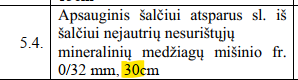 5.4.
Apsauginis šalčiui atsparus sl. iš
šalčiui nejautrių nesurištųjų
mineralinių medžiagų mišinio fr.
0/32 mm, 30cm